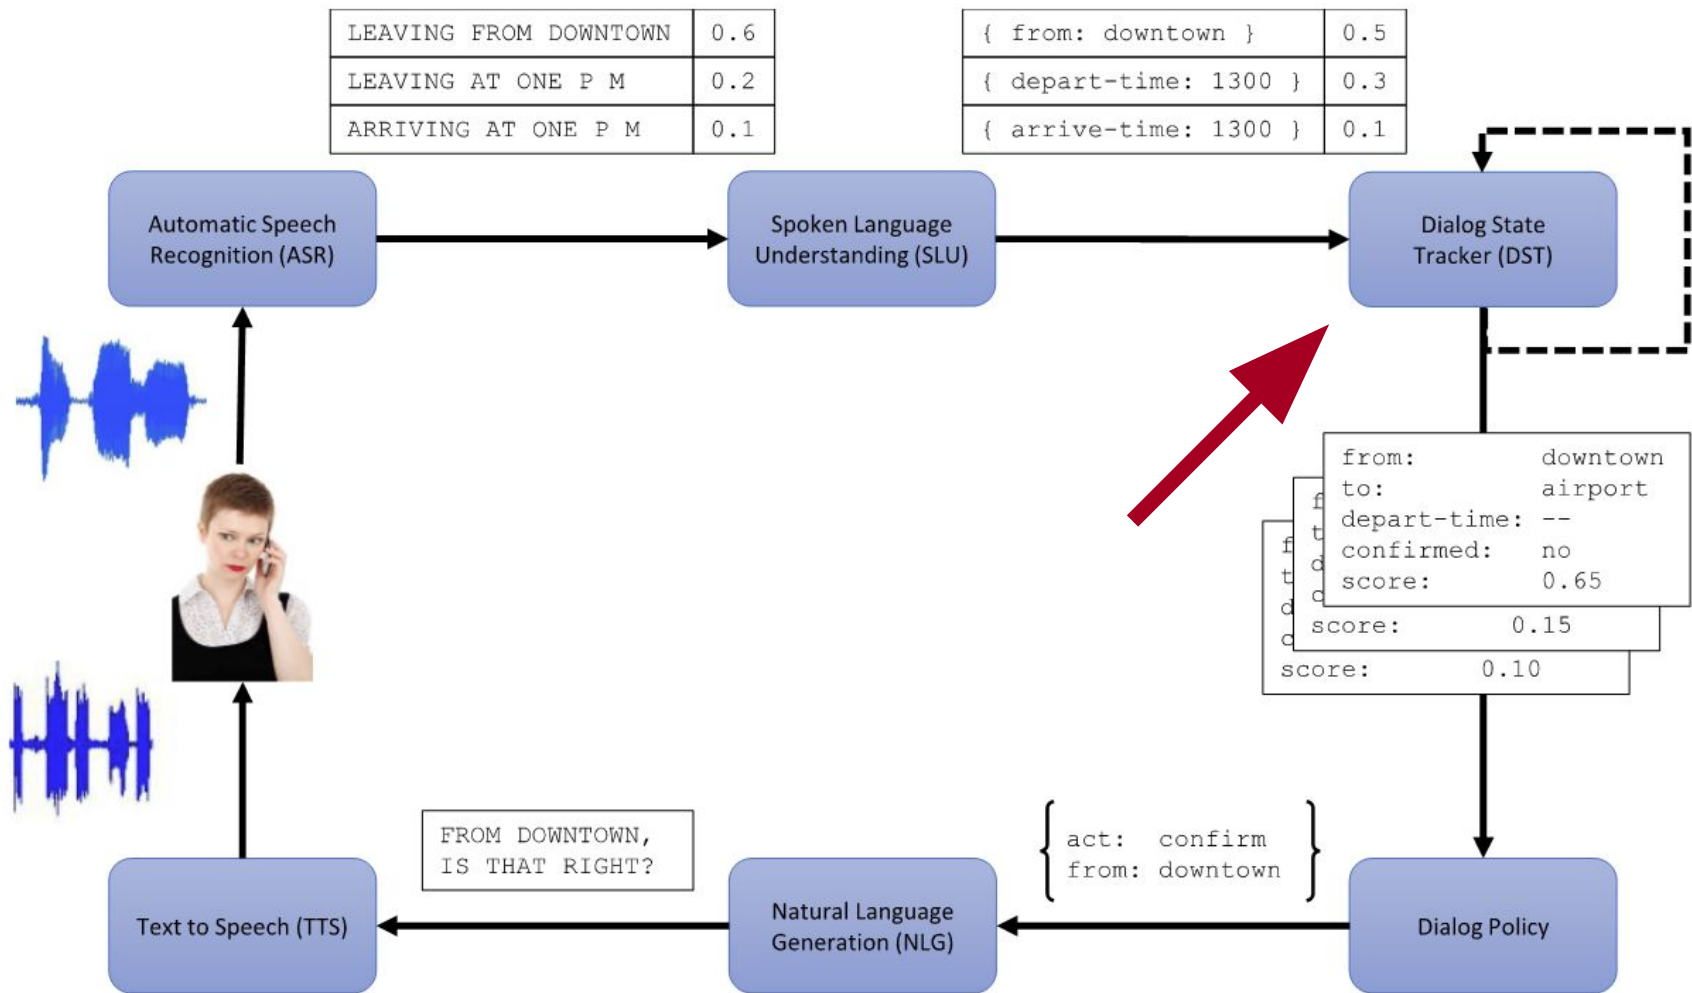 LEAVING FROM DOWNTOWN 0.6
LEAVING AT ONE P M 0.2
ARRIVING AT ONE P M 0.1
{ from: downtown } 0.5
{ depart-time: 1300 } 0.3
{ arrive-time: 1300 } 0.1
Automatic Speech
Recognition (ASR)
Spoken Language
Understanding (SLU)
Dialog State
Tracker (DST)
from: downtown
to: airport
depart-time: --
confirmed: no
score: 0.65
f
t
d
c
score: 0.15
f
t
d
c
score: 0.10
act: confirm
from: downtown
FROM DOWNTOWN,
IS THAT RIGHT?
Text to Speech (TTS)
Natural Language
Generation (NLG)
Dialog Policy